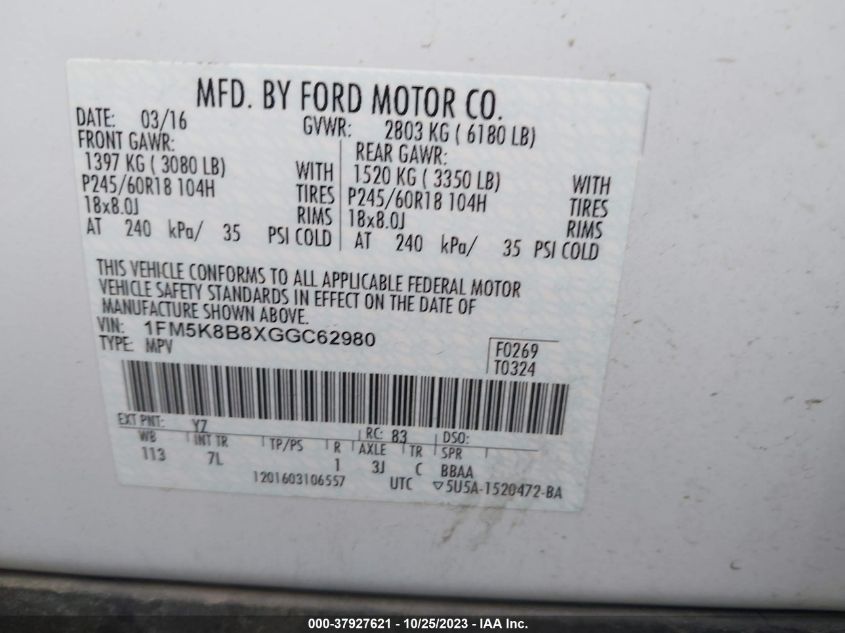 MFD. BY FORD MOTOR CO.
DATE: 03/16 GVWR: 2803 KG ( 6180 LB)
FRONT GAWR: REAR GAWR:
1397 KG ( 3080 LB) WITH 1520 KG ( 3350 LB) WITH
P245/60R18 104H TIRES P245/60R18 104H TIRES
18x8.0J RIMS 18x8.0J RIMS
AT 240 kPa/ 35 PSI COLD AT 240 kPa/ 35 PSI COLD
THIS VEHICLE CONFORMS TO ALL APPLICABLE FEDERAL MOTOR
VEHICLE SAFETY STANDARDS IN EFFECT ON THE DATE OF
MANUFACTURE SHOWN ABOVE.
VIN: 1FM5K8B8XGGC62980 F0269
TYPE: MPV T0324
EXT PNT: YZ RC: 83 DSO:
WB INT TR TP/PS R AXLE TR SPR
113 7L 1 3J C BBAA
1201603106557 UTC ▽5U5A-1520472-BA
000-37927621 - 10/25/2023 - IAA Inc.